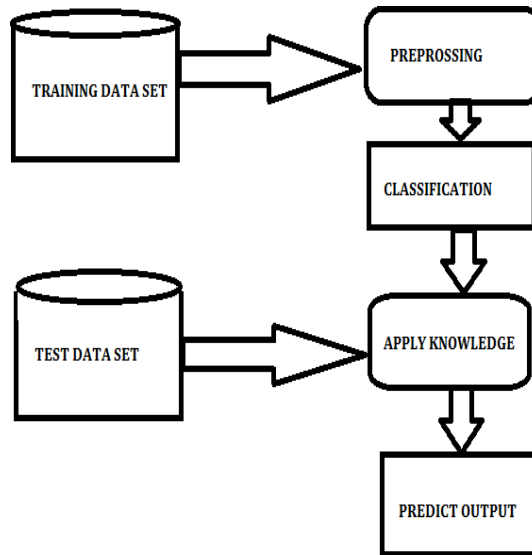 TRAINING DATA SET
PREPROSSING
CLASSIFICATION
TEST DATA SET
APPLY KNOWLEDGE
PREDICT OUTPUT